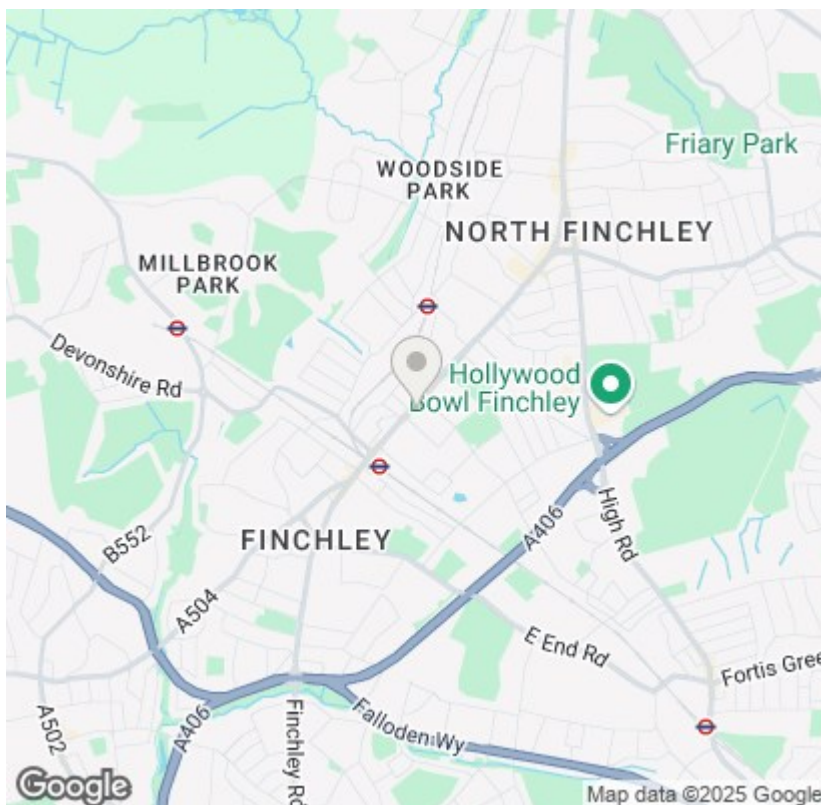 Friary Park
WOODSIDE
PARK
NORTH FINCHLEY
MILLBROOK
PARK
Devonshire Rd
Hollywood
Bowl Finchley
FINCHLEY
B552
A504
A406
High Rd
E End Rd
Fortis Gree
A502
A406
Finchley Rd
Falloden Wy
Google
Map data ©2025 Google